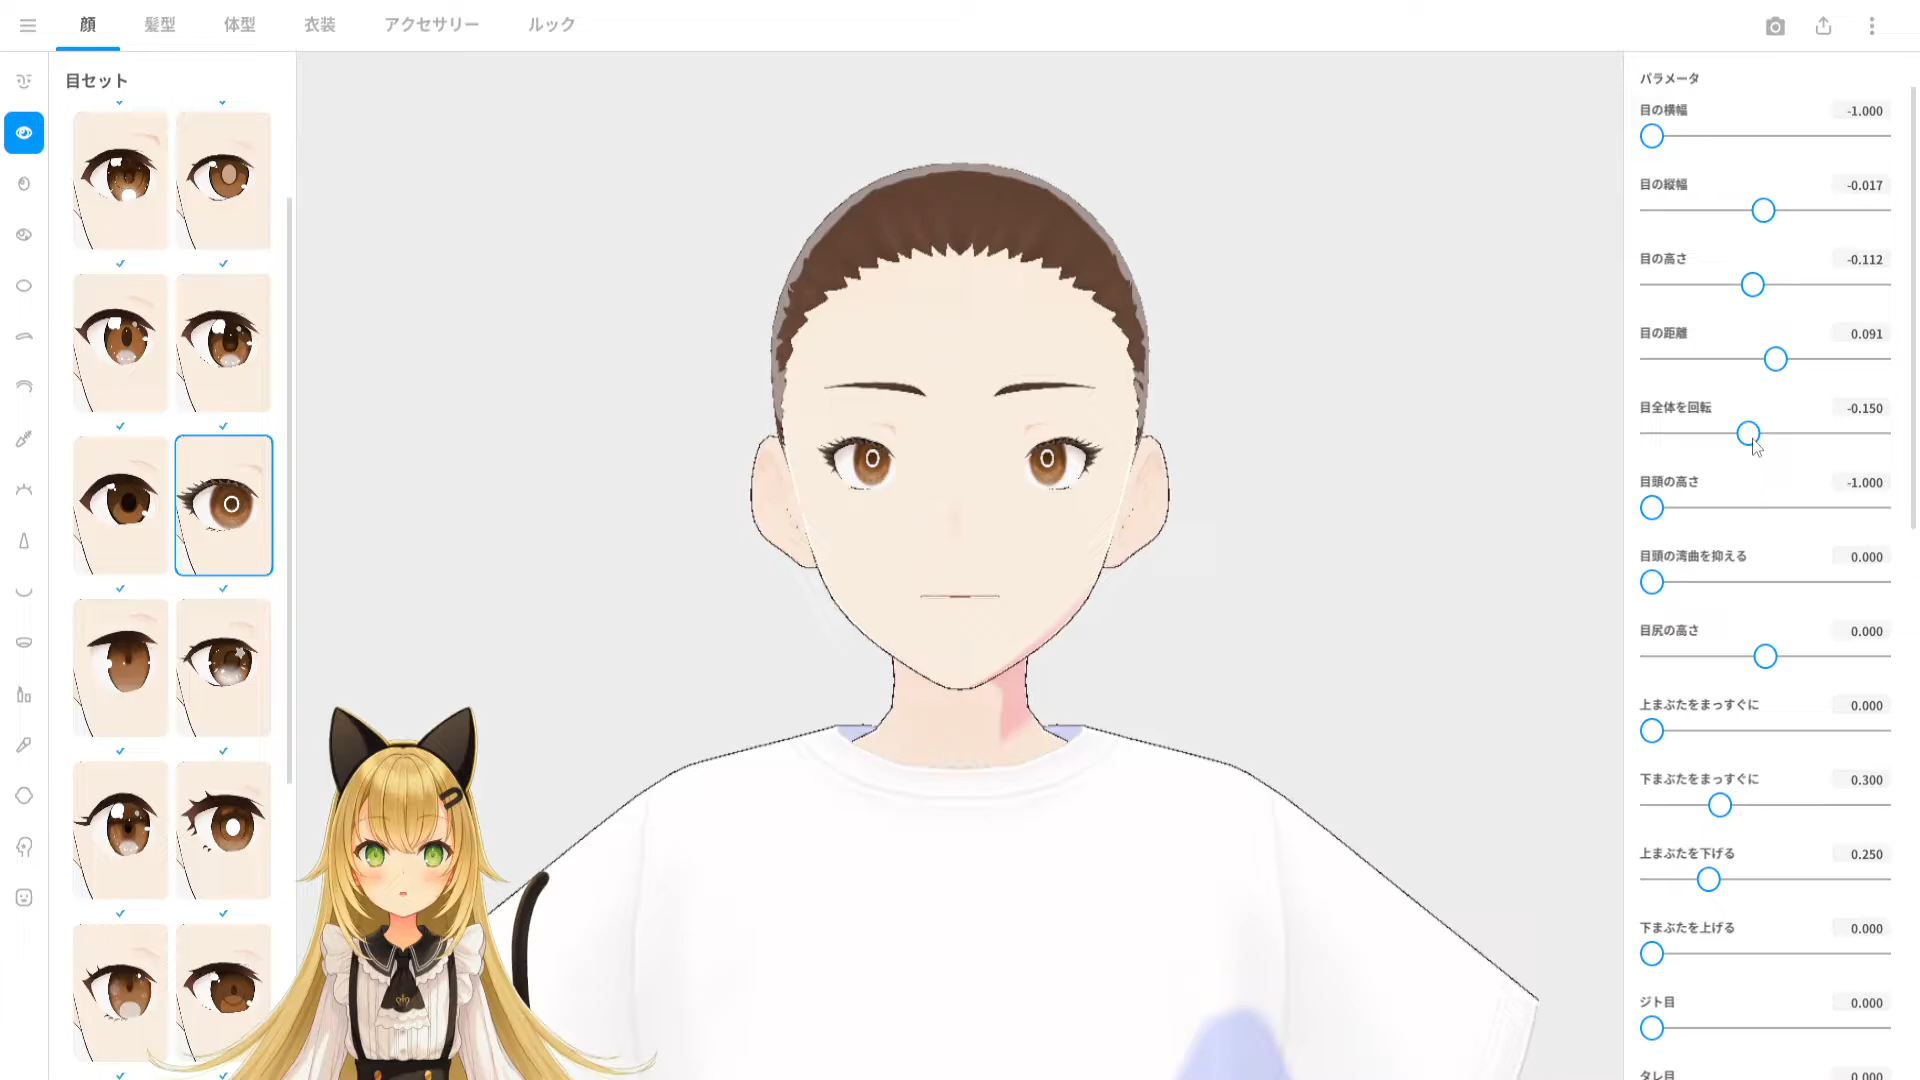 顔
髪型
体型
衣装
アクセサリー
ルック
目セット
パラメータ
目の横幅 -1.000
目の縦幅 -0.017
目の高さ -0.112
目の距離 0.091
目全体を回転 -0.150
目頭の高さ -1.000
目頭の湾曲を抑える 0.000
目尻の高さ 0.000
上まぶたをまっすぐに 0.000
下まぶたをまっすぐに 0.300
上まぶたを下げる 0.250
下まぶたを上げる 0.000
ジト目 0.000
タレ目 0.000